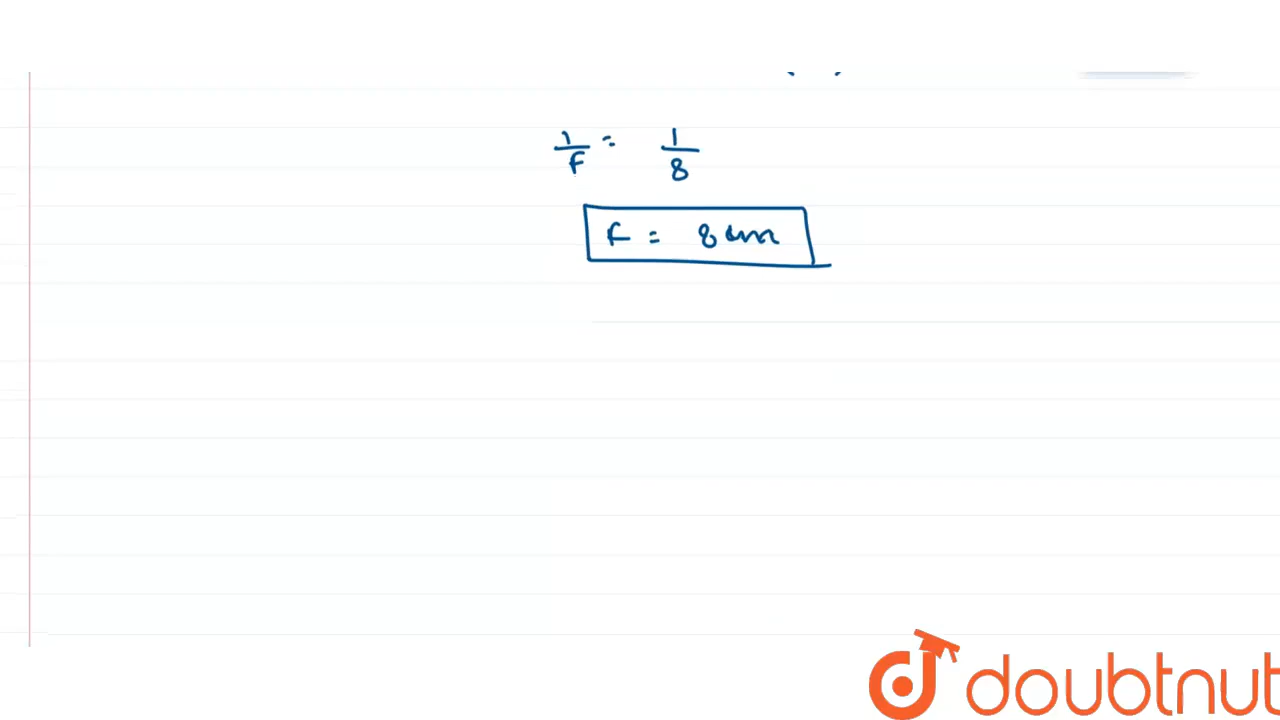 1/F = 1/8
F = 8 cm
doubtnut